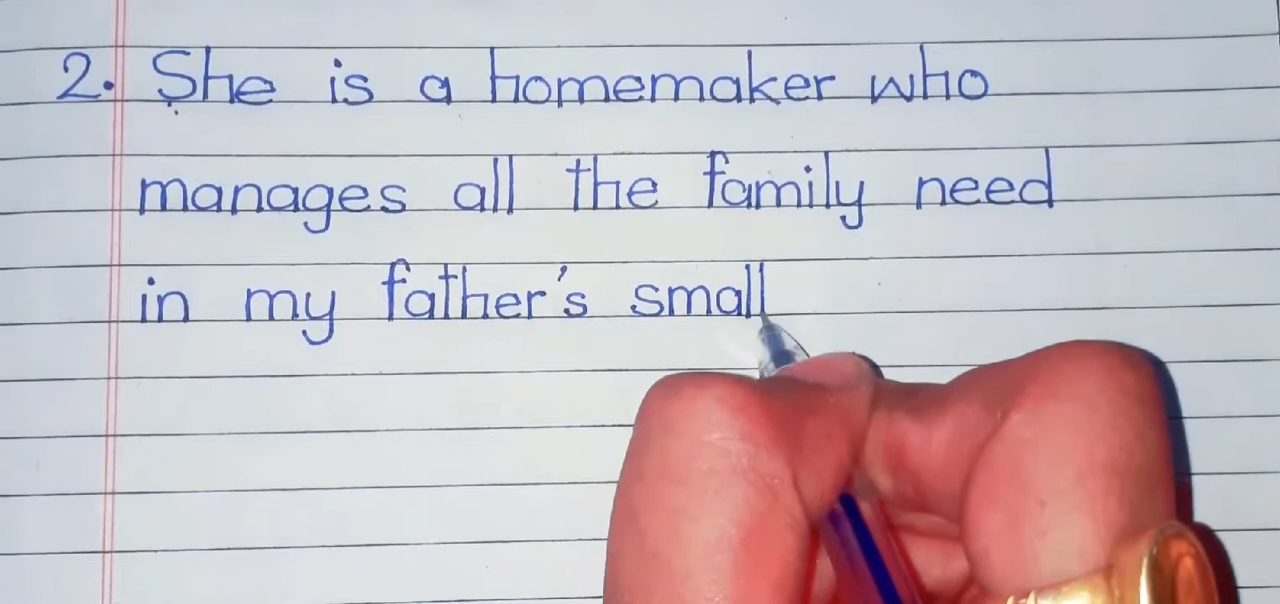 2. She is a homemaker who
manages all the family need
in my father's small